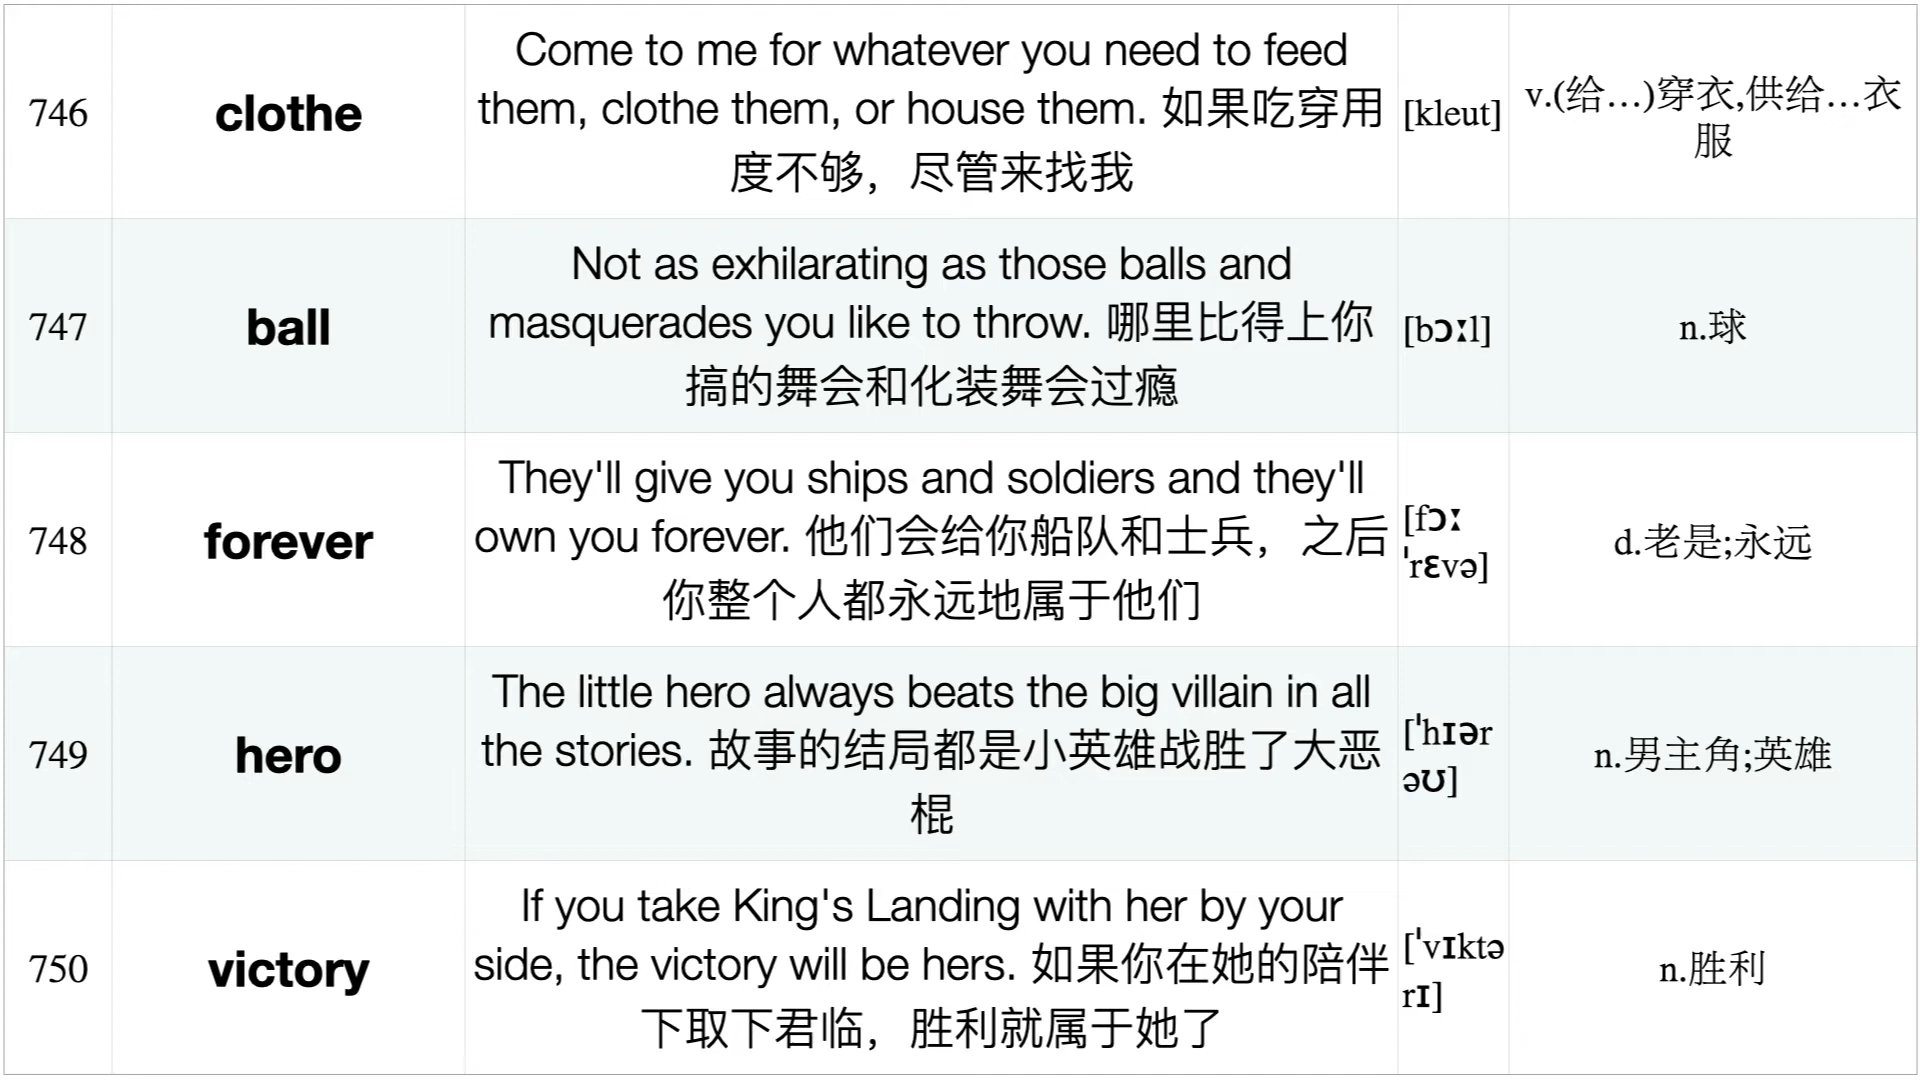 746
clothe
Come to me for whatever you need to feed
them, clothe them, or house them. 如果吃穿用
度不够，尽管来找我
[kleut]
v.(给…)穿衣,供给…衣
服
747
ball
Not as exhilarating as those balls and
masquerades you like to throw. 哪里比得上你
搞的舞会和化装舞会过瘾
[bɔːl]
n.球
748
forever
They'll give you ships and soldiers and they'll
own you forever. 他们会给你船队和士兵，之后
你整个人都永远地属于他们
[fɔː
ˈrɛvə]
d.老是;永远
749
hero
The little hero always beats the big villain in all
the stories. 故事的结局都是小英雄战胜了大恶
棍
[ˈhɪər
əʊ]
n.男主角;英雄
750
victory
If you take King's Landing with her by your
side, the victory will be hers. 如果你在她的陪伴
下取下君临，胜利就属于她了
[ˈvɪktə
rɪ]
n.胜利